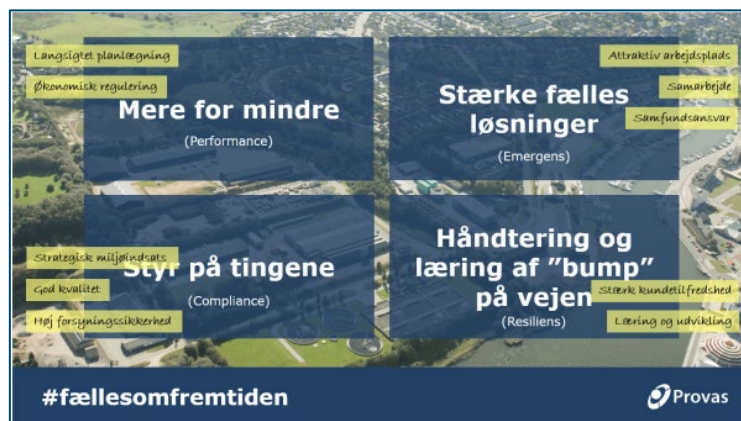 Langsigtet planlægning
Økonomisk regulering
Mere for mindre
(Performance)
Attraktiv arbejdsplads
Samarbejde
Samfundsansvar
Stærke fælles
løsninger
(Emergens)
Strategisk miljøindsats
God kvalitet
Høj forsyningssikkerhed
Styr på tingene
(Compliance)
Håndtering og
læring af ”bump”
på vejen
(Resiliens)
Stærk kundetilfredshed
Læring og udvikling
#fællesomfremtiden
Provas